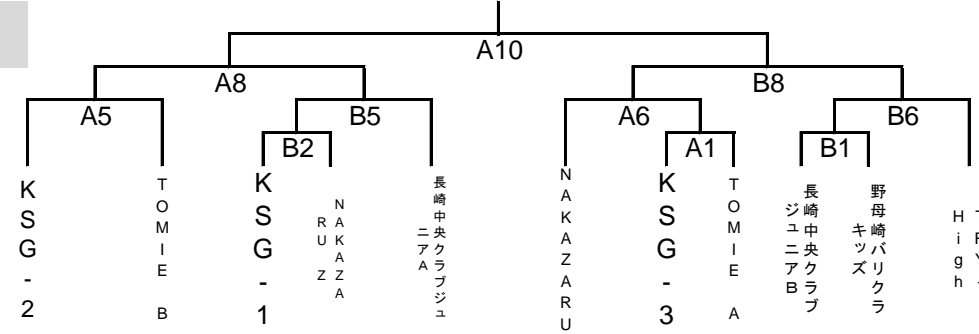 A10
A8
B8
A5
B5
A6
B6
B2
A1
B1
KSG-2
TOMIE B
KSG-1
NAKAZA
RU Z
長崎中央クラブジュ
ニアA
NAKAZARU
KSG-3
TOMIE A
長崎中央クラブ
ジュニアB
野母崎バリクラ
キッズ
High